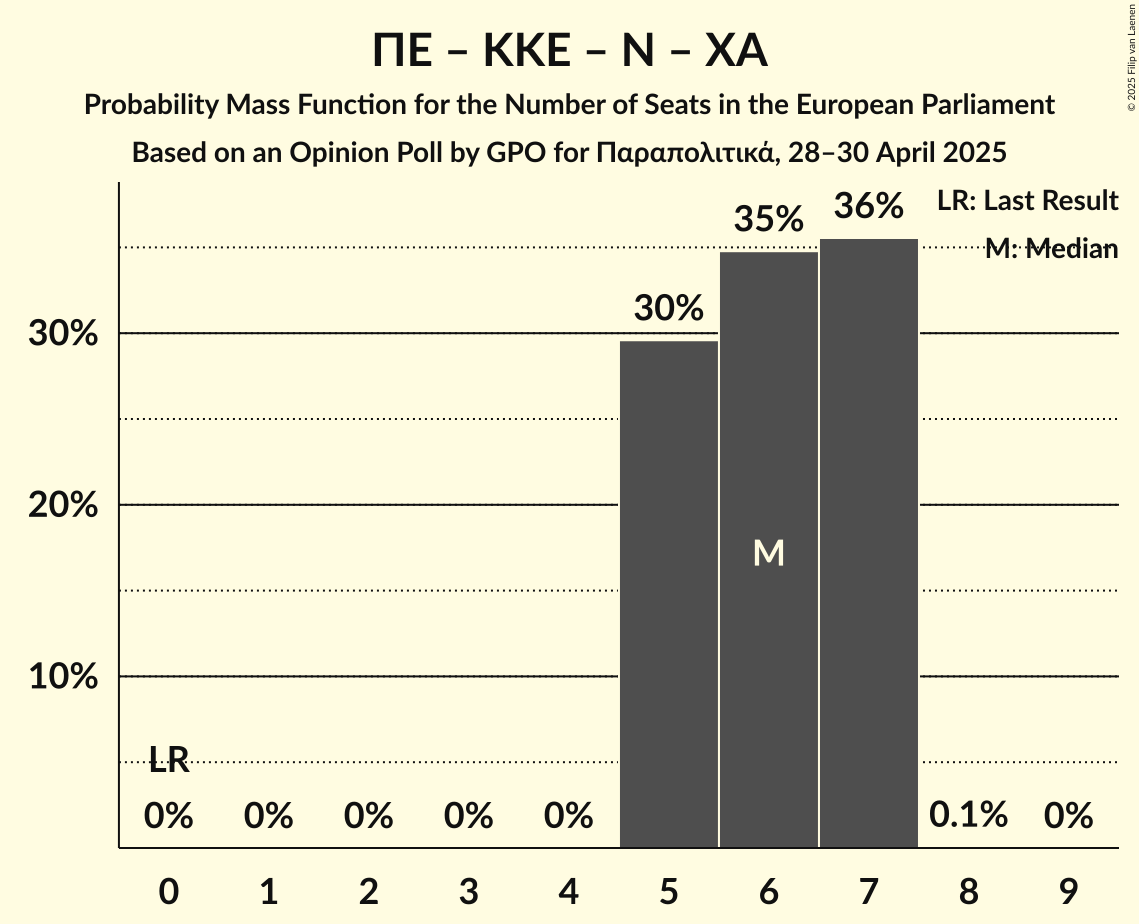 ΠΕ – ΚΚΕ – Ν – ΧΑ
Probability Mass Function for the Number of Seats in the European Parliament
Based on an Opinion Poll by GPO for Παραπολιτικά, 28–30 April 2025
© 2025 Filip van Laenen
LR: Last Result
M: Median
35%
36%
30%
30%
20%
M
10%
LR
0%
0%
0%
0%
0%
0.1%
0%
0
1
2
3
4
5
6
7
8
9